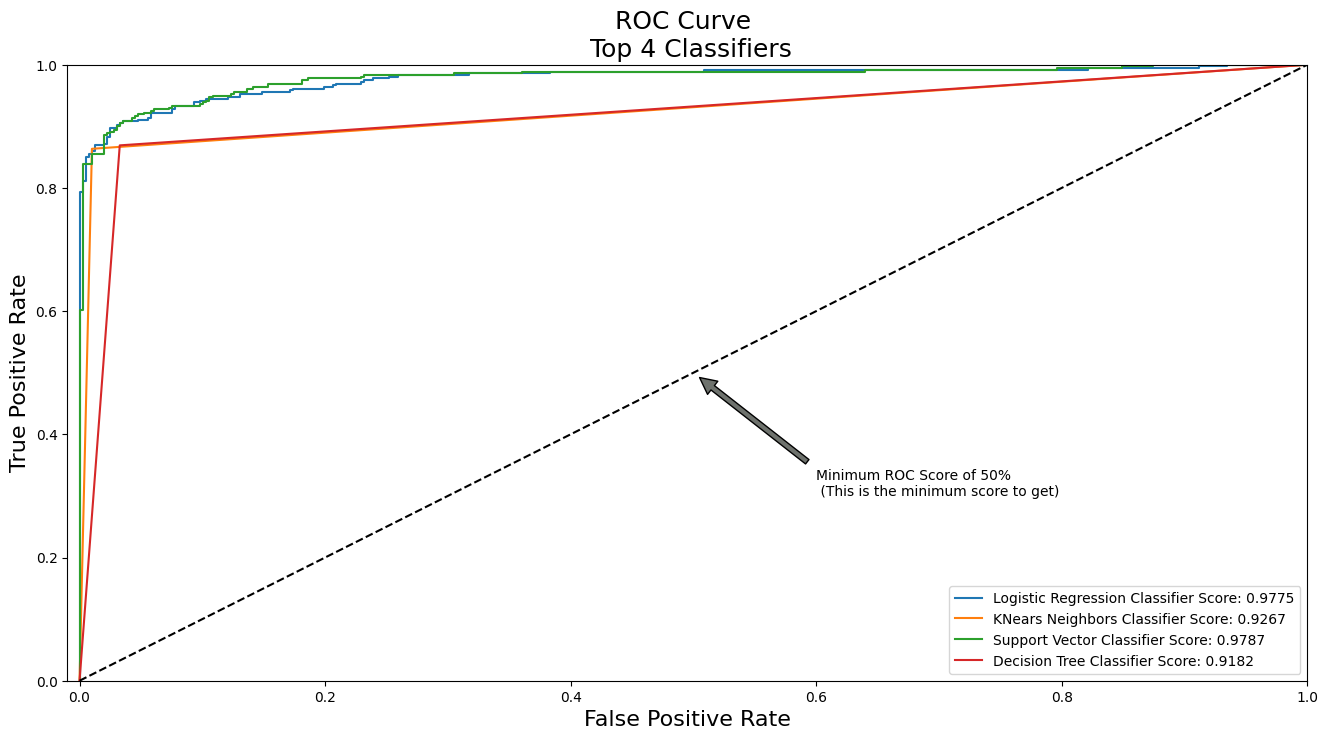 ROC Curve
Top 4 Classifiers
True Positive Rate
1.0
0.8
0.6
0.4
0.2
0.0
Minimum ROC Score of 50%
(This is the minimum score to get)
Logistic Regression Classifier Score: 0.9775
KNears Neighbors Classifier Score: 0.9267
Support Vector Classifier Score: 0.9787
Decision Tree Classifier Score: 0.9182
0.0 0.2 0.4 0.6 0.8 1.0
False Positive Rate